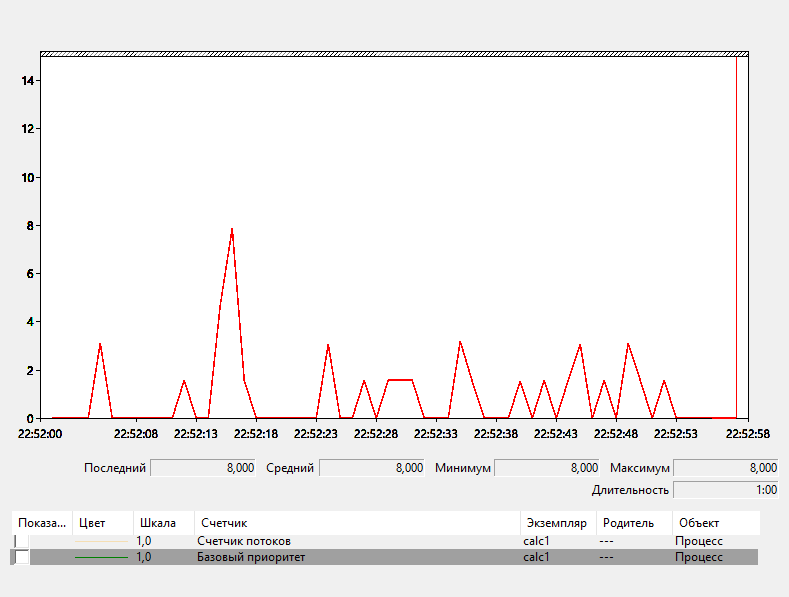 14
12
10
8
6
4
2
0
22:52:00 22:52:08 22:52:13 22:52:18 22:52:23 22:52:28 22:52:33 22:52:38 22:52:43 22:52:48 22:52:53 22:52:58
Последний 8,000 Средний 8,000 Минимум 8,000 Максимум 8,000
Длительность 1:00
Показа... Цвет Шкала Счетчик Экземпляр Родитель Объект
1,0 Счетчик потоков calc1 --- Процесс
1,0 Базовый приоритет calc1 --- Процесс